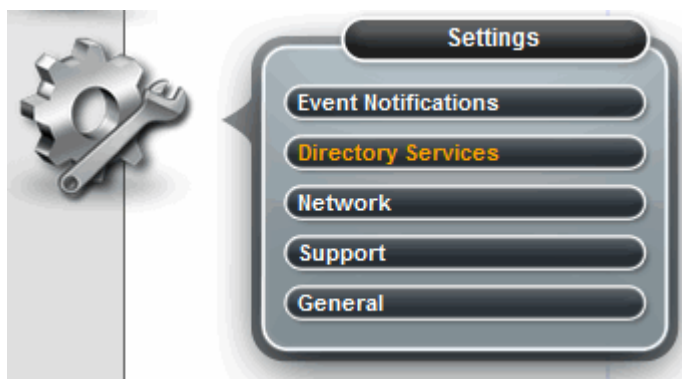 Settings
Event Notifications
Directory Services
Network
Support
General